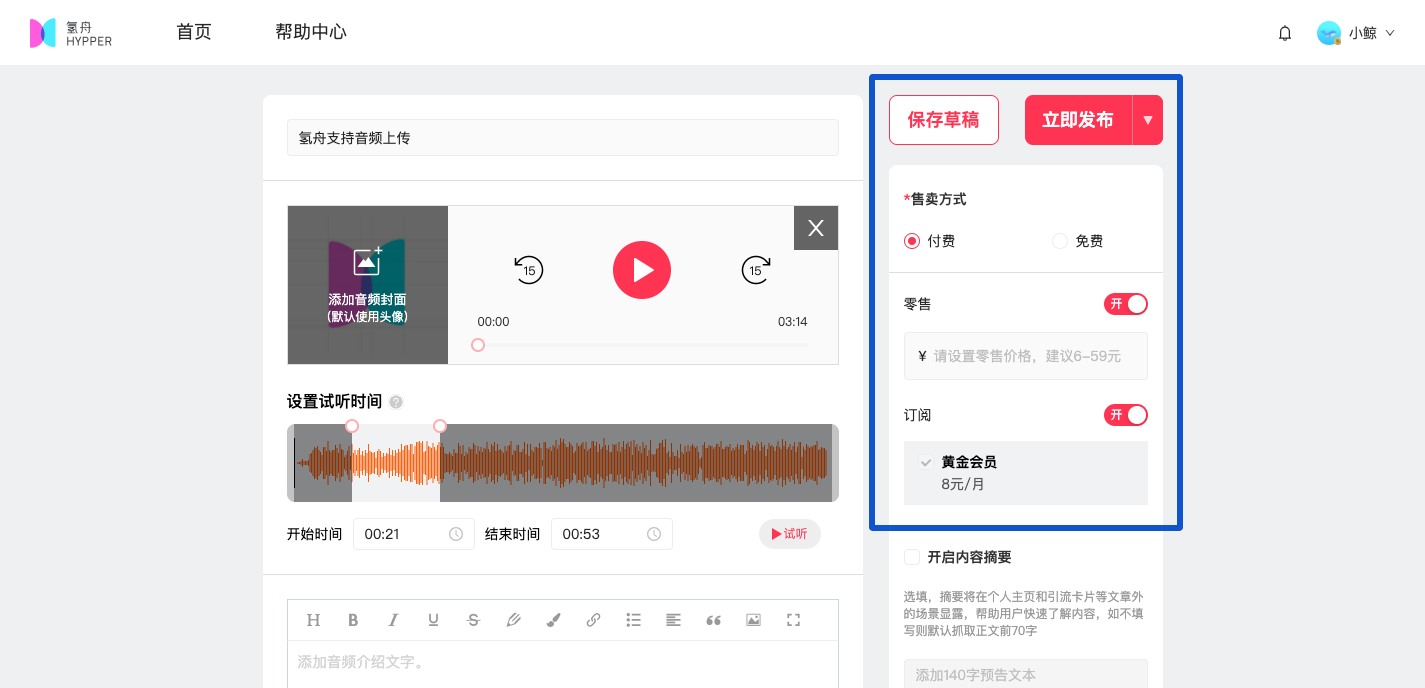 氢舟
HYPPER
首页
帮助中心
小鲸
氢舟支持音频上传
添加音频封面
(默认使用头像)
X
15
15
00:00
03:14
设置试听时间 ?
开始时间 00:21 结束时间 00:53
试听
H B I U S
添加音频介绍文字。
保存草稿
立即发布
*售卖方式
付费
免费
零售
开
¥ 请设置零售价格，建议6-59元
订阅
开
黄金会员
8元/月
开启内容摘要
选填，摘要将在个人主页和引流卡片等文章外
的场景显露，帮助用户快速了解内容，如不填
写则默认抓取正文前70字
添加140字预告文本